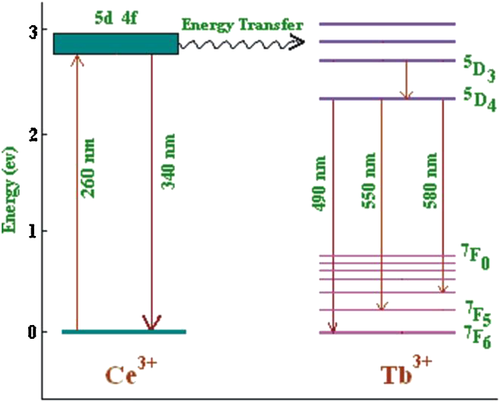 5d 4f
Energy Transfer
3
2
1
0
Energy (ev)
260 nm
340 nm
490 nm
550 nm
580 nm
⁵D₃
⁵D₄
⁷F₀
⁷F₅
⁷F₆
Ce³⁺
Tb³⁺